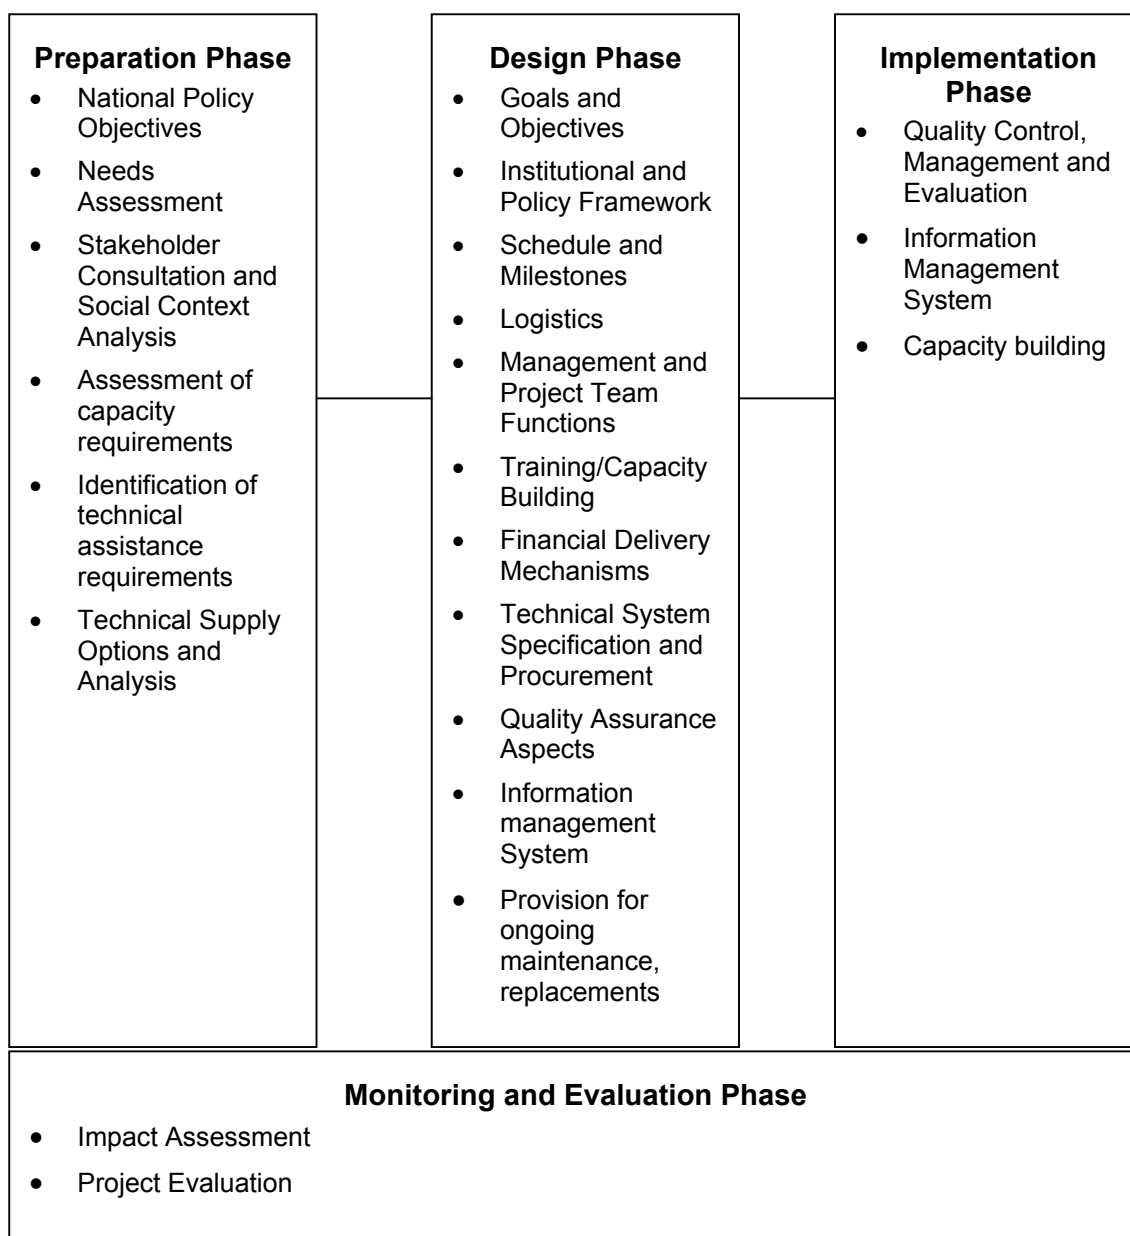 Preparation Phase
• National Policy
Objectives
• Needs
Assessment
• Stakeholder
Consultation and
Social Context
Analysis
• Assessment of
capacity
requirements
• Identification of
technical
assistance
requirements
• Technical Supply
Options and
Analysis
Design Phase
• Goals and
Objectives
• Institutional and
Policy Framework
• Schedule and
Milestones
• Logistics
• Management and
Project Team
Functions
• Training/Capacity
Building
• Financial Delivery
Mechanisms
• Technical System
Specification and
Procurement
• Quality Assurance
Aspects
• Information
management
System
• Provision for
ongoing
maintenance,
replacements
Implementation
Phase
• Quality Control,
Management and
Evaluation
• Information
Management
System
• Capacity building
Monitoring and Evaluation Phase
• Impact Assessment
• Project Evaluation